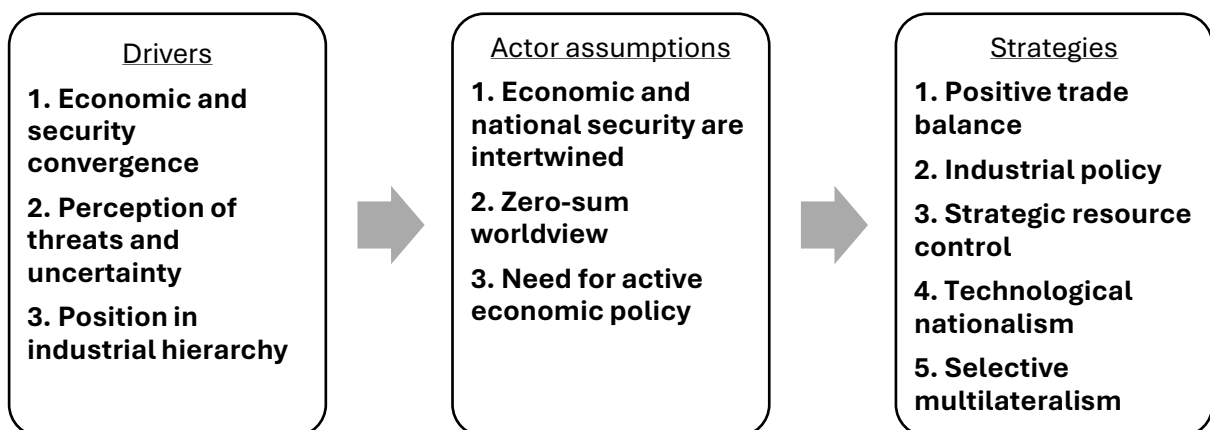 Drivers
1. Economic and
security
convergence
2. Perception of
threats and
uncertainty
3. Position in
industrial hierarchy
Actor assumptions
1. Economic and
national security are
intertwined
2. Zero-sum
worldview
3. Need for active
economic policy
Strategies
1. Positive trade
balance
2. Industrial policy
3. Strategic resource
control
4. Technological
nationalism
5. Selective
multilateralism